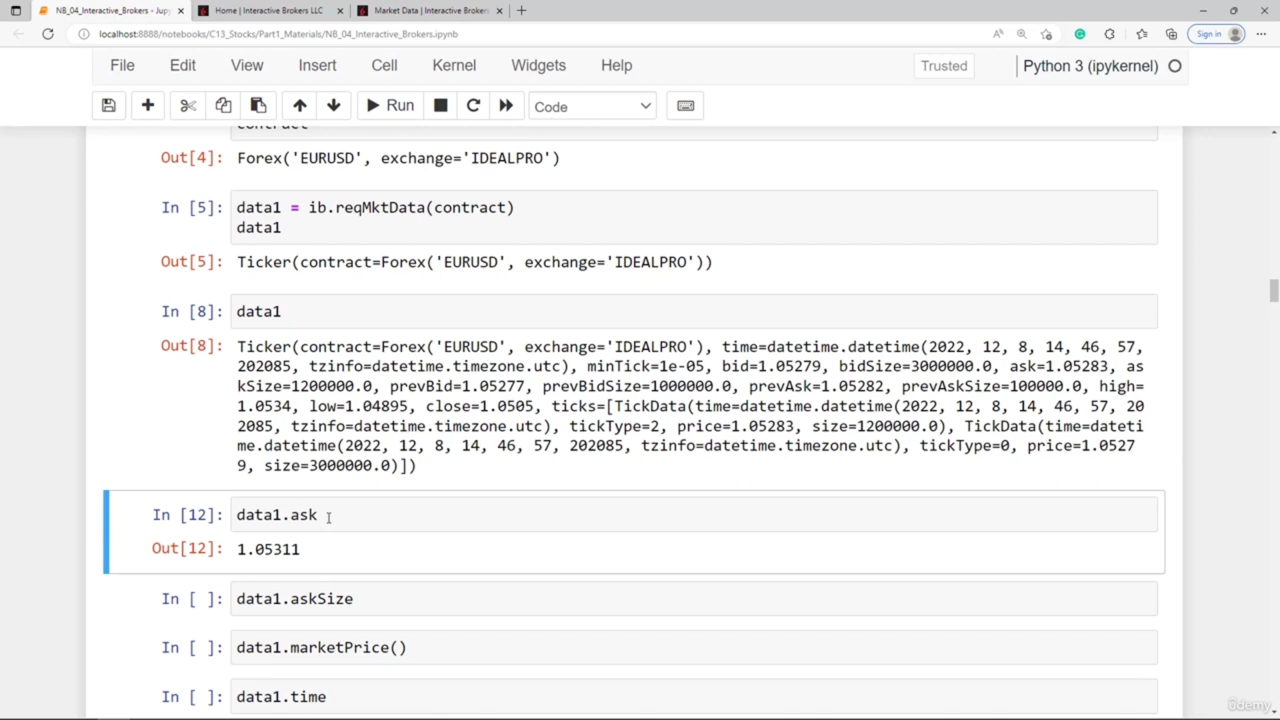 NB_04_Interactive_Brokers - Jupy
Home | Interactive Brokers LLC
Market Data | Interactive Brokers
localhost:8888/notebooks/C13_Stocks/Part1_Materials/NB_04_Interactive_Brokers.ipynb
Sign in
File Edit View Insert Cell Kernel Widgets Help Trusted Python 3 (ipykernel)
Run Code
contract
Out[4]: Forex('EURUSD', exchange='IDEALPRO')
In [5]: data1 = ib.reqMktData(contract)
data1
Out[5]: Ticker(contract=Forex('EURUSD', exchange='IDEALPRO'))
In [8]: data1
Out[8]: Ticker(contract=Forex('EURUSD', exchange='IDEALPRO'), time=datetime.datetime(2022, 12, 8, 14, 46, 57,
202085, tzinfo=datetime.timezone.utc), minTick=1e-05, bid=1.05279, bidSize=3000000.0, ask=1.05283, as
kSize=1200000.0, prevBid=1.05277, prevBidSize=1000000.0, prevAsk=1.05282, prevAskSize=100000.0, high=
1.0534, low=1.04895, close=1.0505, ticks=[TickData(time=datetime.datetime(2022, 12, 8, 14, 46, 57, 20
2085, tzinfo=datetime.timezone.utc), tickType=2, price=1.05283, size=1200000.0), TickData(time=dateti
me.datetime(2022, 12, 8, 14, 46, 57, 202085, tzinfo=datetime.timezone.utc), tickType=0, price=1.0527
9, size=3000000.0)])
In [12]: data1.ask
Out[12]: 1.05311
In [ ]: data1.askSize
In [ ]: data1.marketPrice()
In [ ]: data1.time
ûdemy